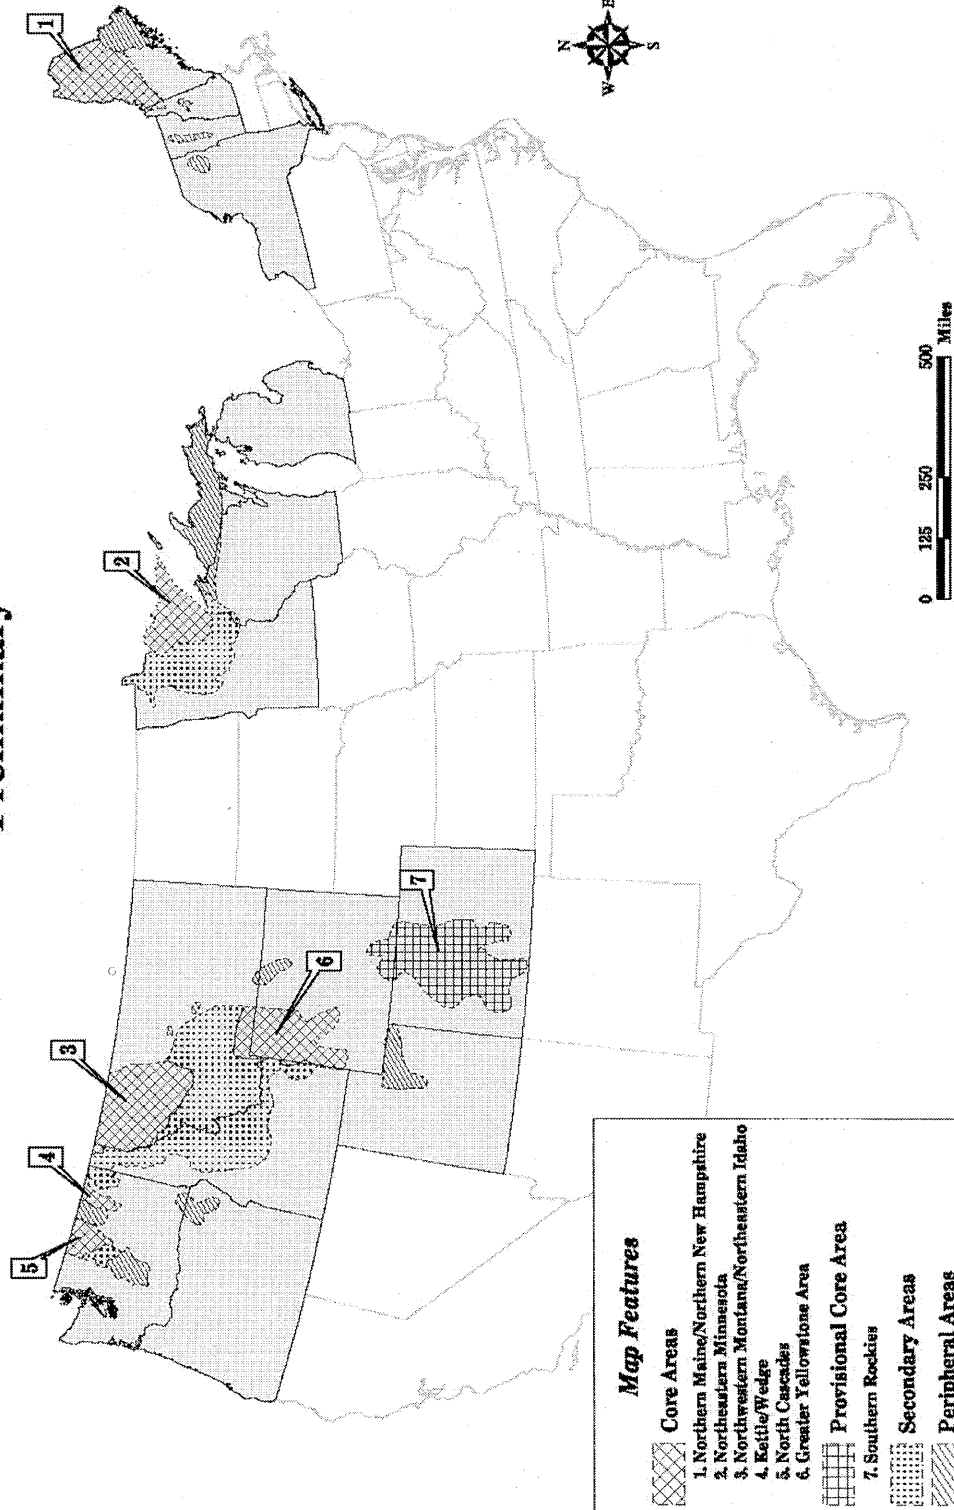 Preliminary
1
2
3
4
5
6
7
N
W
E
S
0 125 250 500
Miles
Map Features
Core Areas
1. Northern Maine/Northern New Hampshire
2. Northeastern Minnesota
3. Northwestern Montana/Northeastern Idaho
4. Kettle/Wedge
5. North Cascades
6. Greater Yellowstone Area
Provisional Core Area
7. Southern Rockies
Secondary Areas
Peripheral Areas